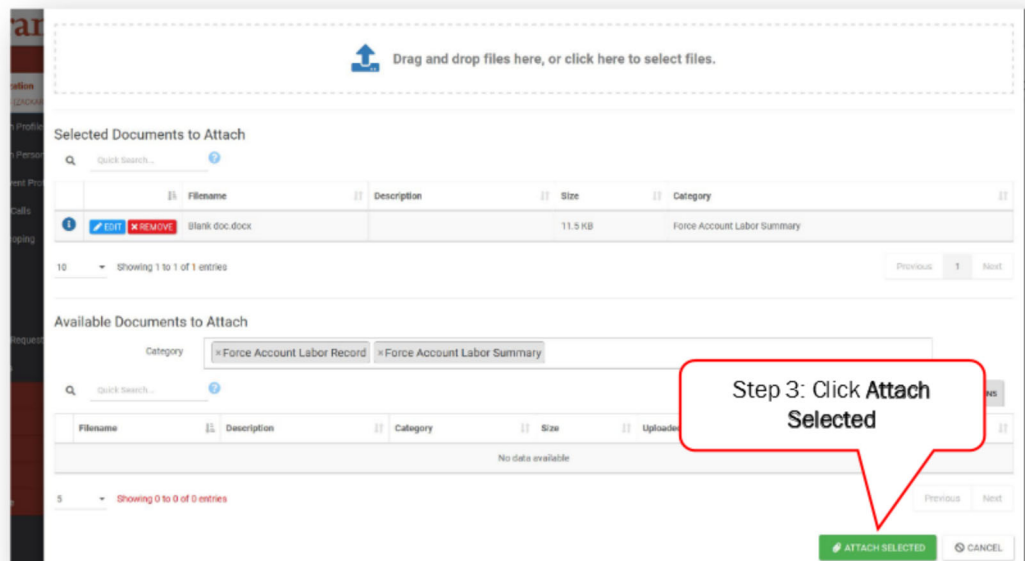 ran
Drag and drop files here, or click here to select files.
Selected Documents to Attach
Quick Search...
Filename Description Size Category
EDIT REMOVE Blank doc.docx 11.5 KB Force Account Labor Summary
10 Showing 1 to 1 of 1 entries Previous 1 Next
Available Documents to Attach
Category ×Force Account Labor Record ×Force Account Labor Summary
Step 3: Click Attach
Selected
Quick Search... NS
Filename Description Category Size Uploaded
No data available
5 Showing 0 to 0 of 0 entries Previous Next
ATTACH SELECTED CANCEL